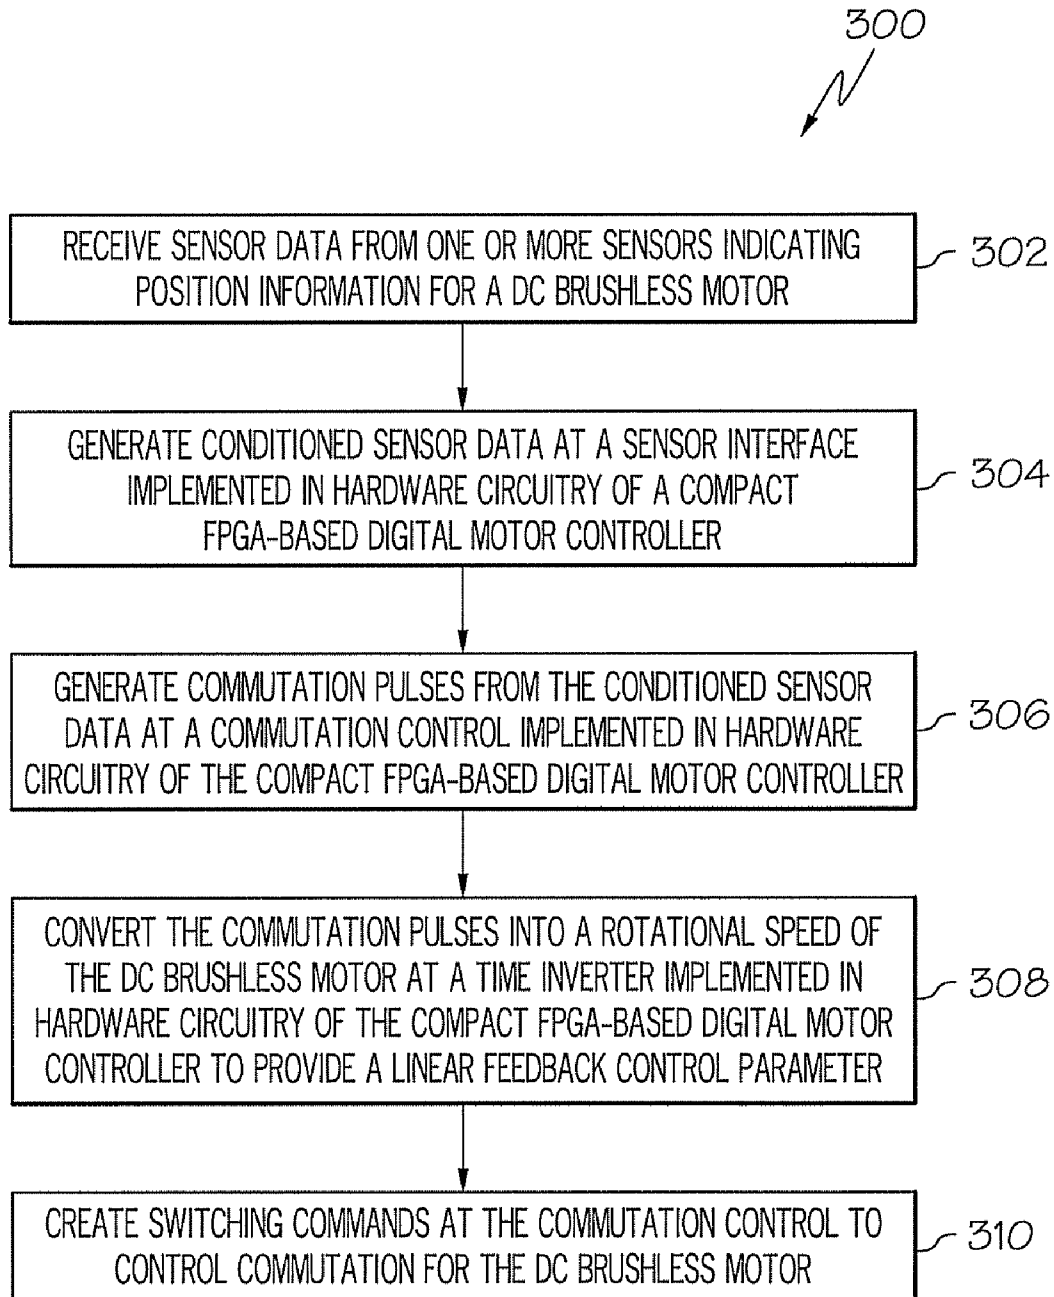 300
RECEIVE SENSOR DATA FROM ONE OR MORE SENSORS INDICATING
POSITION INFORMATION FOR A DC BRUSHLESS MOTOR
302
GENERATE CONDITIONED SENSOR DATA AT A SENSOR INTERFACE
IMPLEMENTED IN HARDWARE CIRCUITRY OF A COMPACT
FPGA-BASED DIGITAL MOTOR CONTROLLER
304
GENERATE COMMUTATION PULSES FROM THE CONDITIONED SENSOR
DATA AT A COMMUTATION CONTROL IMPLEMENTED IN HARDWARE
CIRCUITRY OF THE COMPACT FPGA-BASED DIGITAL MOTOR CONTROLLER
306
CONVERT THE COMMUTATION PULSES INTO A ROTATIONAL SPEED OF
THE DC BRUSHLESS MOTOR AT A TIME INVERTER IMPLEMENTED IN
HARDWARE CIRCUITRY OF THE COMPACT FPGA-BASED DIGITAL MOTOR
CONTROLLER TO PROVIDE A LINEAR FEEDBACK CONTROL PARAMETER
308
CREATE SWITCHING COMMANDS AT THE COMMUTATION CONTROL TO
CONTROL COMMUTATION FOR THE DC BRUSHLESS MOTOR
310